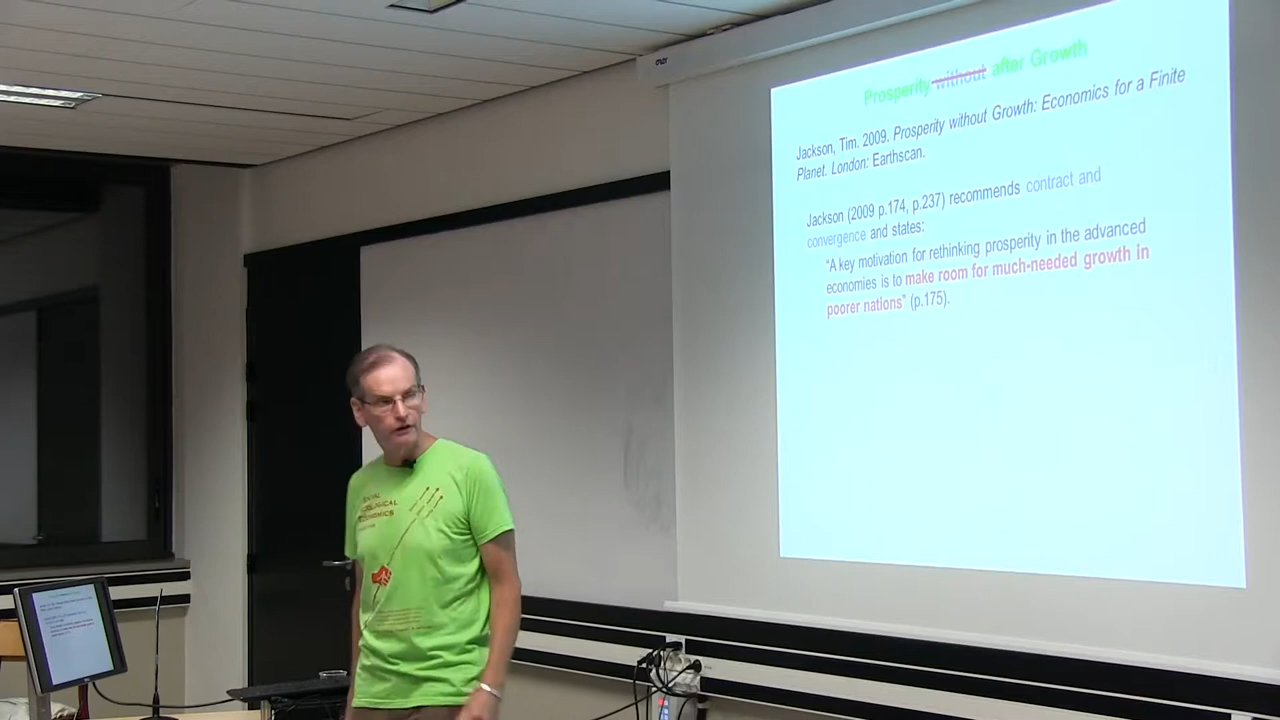 Prosperity without after Growth
Jackson, Tim. 2009. Prosperity without Growth: Economics for a Finite
Planet. London: Earthscan.
Jackson (2009 p.174, p.237) recommends contract and
convergence and states:
"A key motivation for rethinking prosperity in the advanced
economies is to make room for much-needed growth in
poorer nations" (p.175).